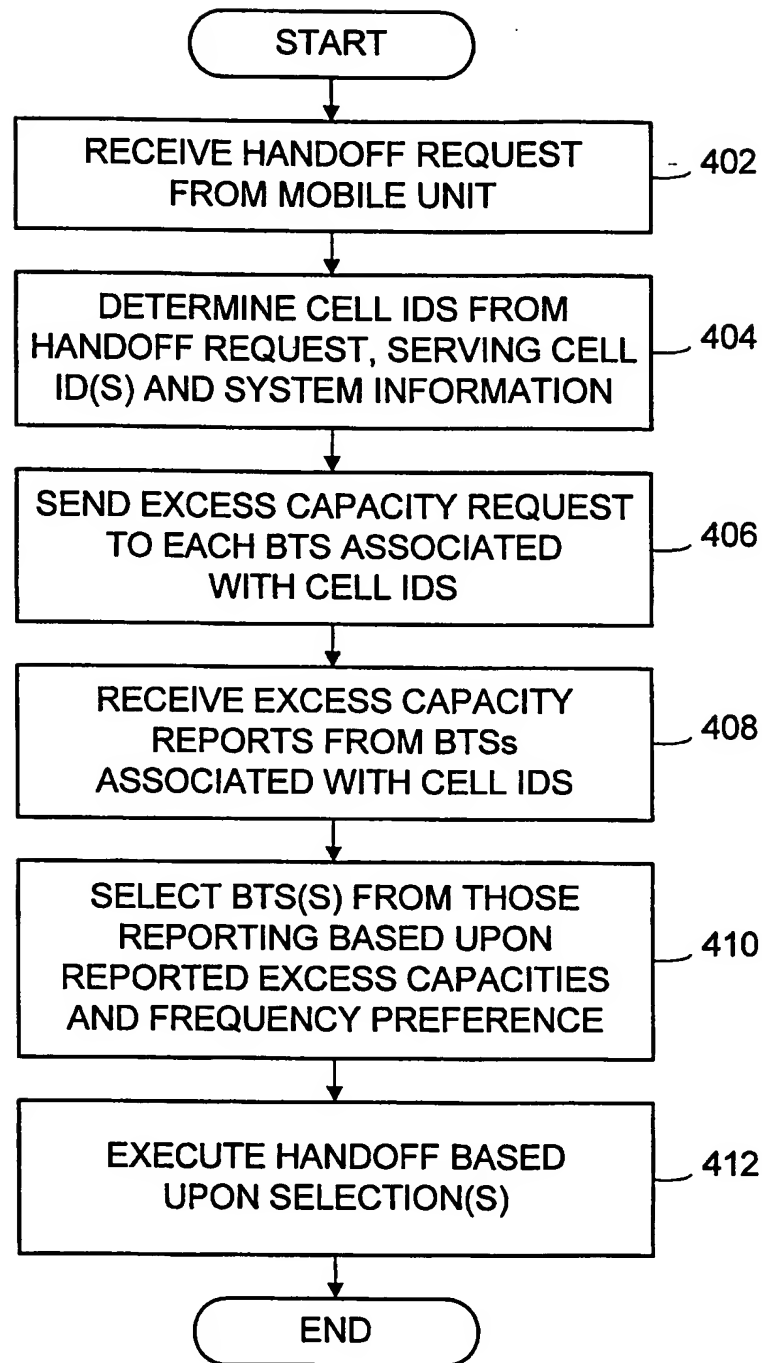 START
RECEIVE HANDOFF REQUEST
FROM MOBILE UNIT
402
DETERMINE CELL IDS FROM
HANDOFF REQUEST, SERVING CELL
ID(S) AND SYSTEM INFORMATION
404
SEND EXCESS CAPACITY REQUEST
TO EACH BTS ASSOCIATED
WITH CELL IDS
406
RECEIVE EXCESS CAPACITY
REPORTS FROM BTSs
ASSOCIATED WITH CELL IDS
408
SELECT BTS(S) FROM THOSE
REPORTING BASED UPON
REPORTED EXCESS CAPACITIES
AND FREQUENCY PREFERENCE
410
EXECUTE HANDOFF BASED
UPON SELECTION(S)
412
END